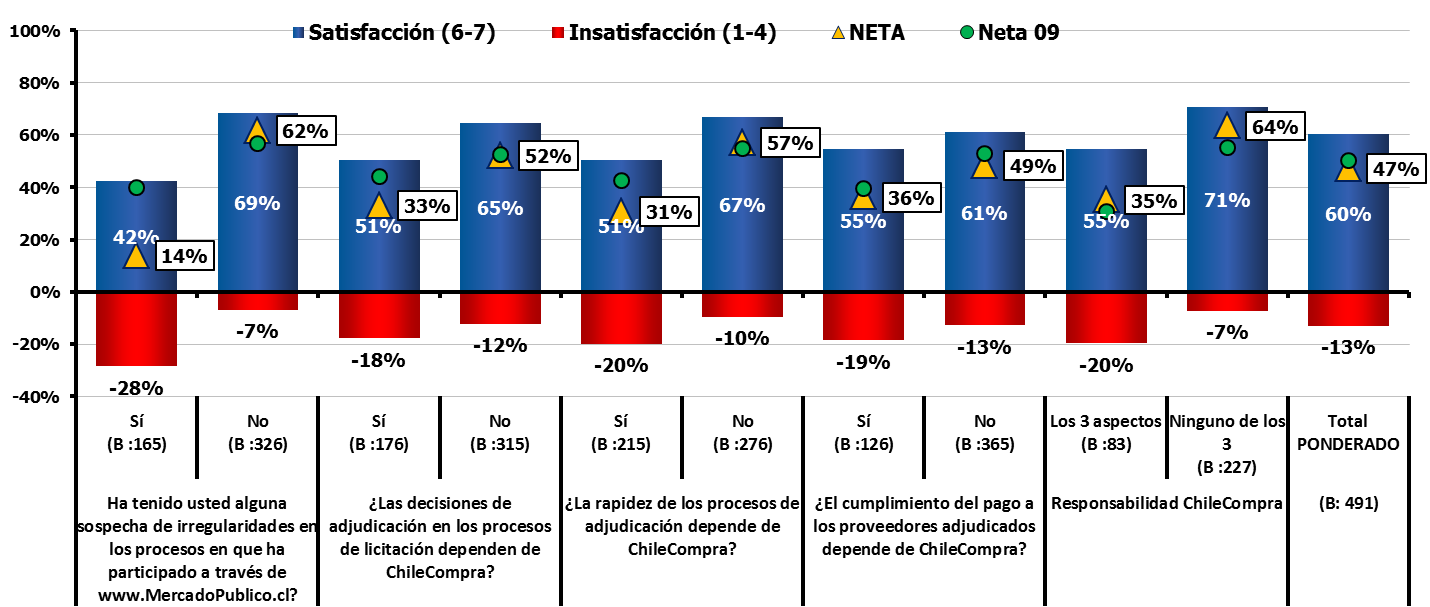 Satisfacción (6-7) Insatisfacción (1-4) NETA Neta 09
100%
80%
60%
40%
20%
0%
-20%
-40%
42%
69%
51%
65%
51%
67%
55%
61%
55%
71%
60%
14%
62%
33%
52%
31%
57%
36%
49%
35%
64%
47%
-28%
-7%
-18%
-12%
-20%
-10%
-19%
-13%
-20%
-7%
-13%
Sí
(B :165)
No
(B :326)
Sí
(B :176)
No
(B :315)
Sí
(B :215)
No
(B :276)
Sí
(B :126)
No
(B :365)
Los 3 aspectos
(B :83)
Ninguno de los
3
(B :227)
Total
PONDERADO
Ha tenido usted alguna
sospecha de irregularidades en
los procesos en que ha
participado a través de
www.MercadoPublico.cl?
¿Las decisiones de
adjudicación en los procesos
de licitación dependen de
ChileCompra?
¿La rapidez de los procesos de
adjudicación depende de
ChileCompra?
¿El cumplimiento del pago a
los proveedores adjudicados
depende de ChileCompra?
Responsabilidad ChileCompra
(B: 491)